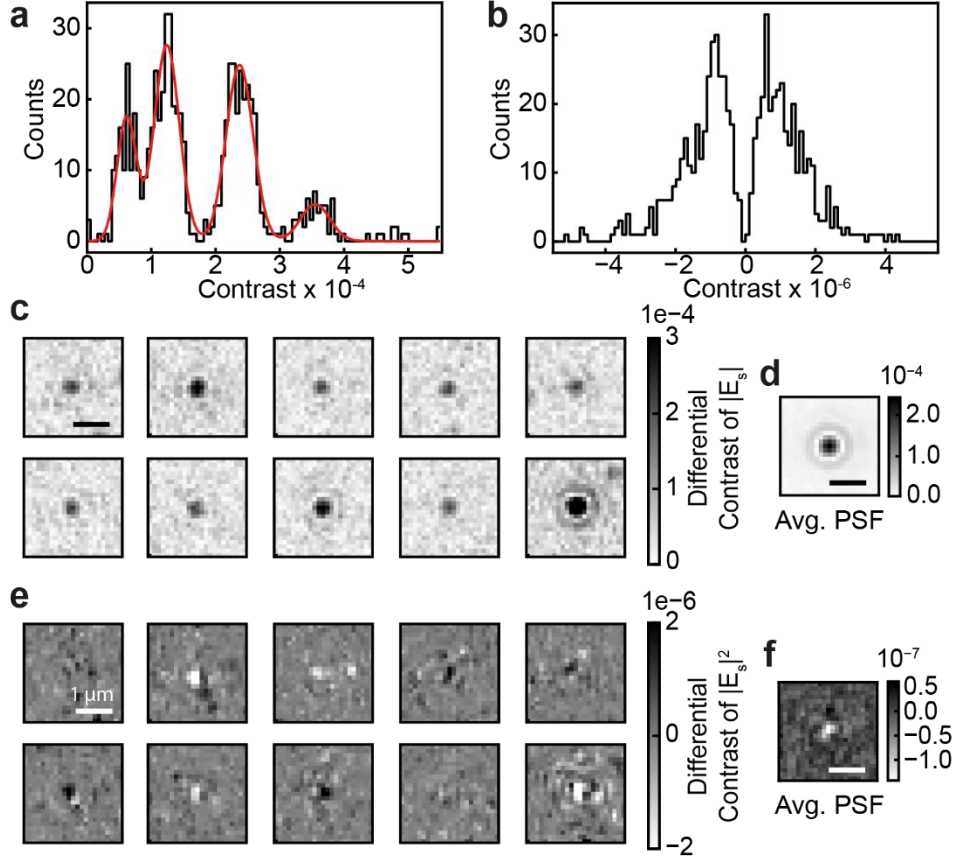 a
30
20
10
0
Counts
0 1 2 3 4 5
Contrast x 10-4
b
30
20
10
0
Counts
−4 −2 0 2 4
Contrast x 10-6
c
1e−4
3
2
1
0
Differential
Contrast of |Es|
d
10−4
2.0
1.0
0.0
Avg. PSF
e
1 µm
1e−6
2
0
−2
Differential
Contrast of |Es|2
f
10−7
0.5
0.0
−0.5
−1.0
Avg. PSF